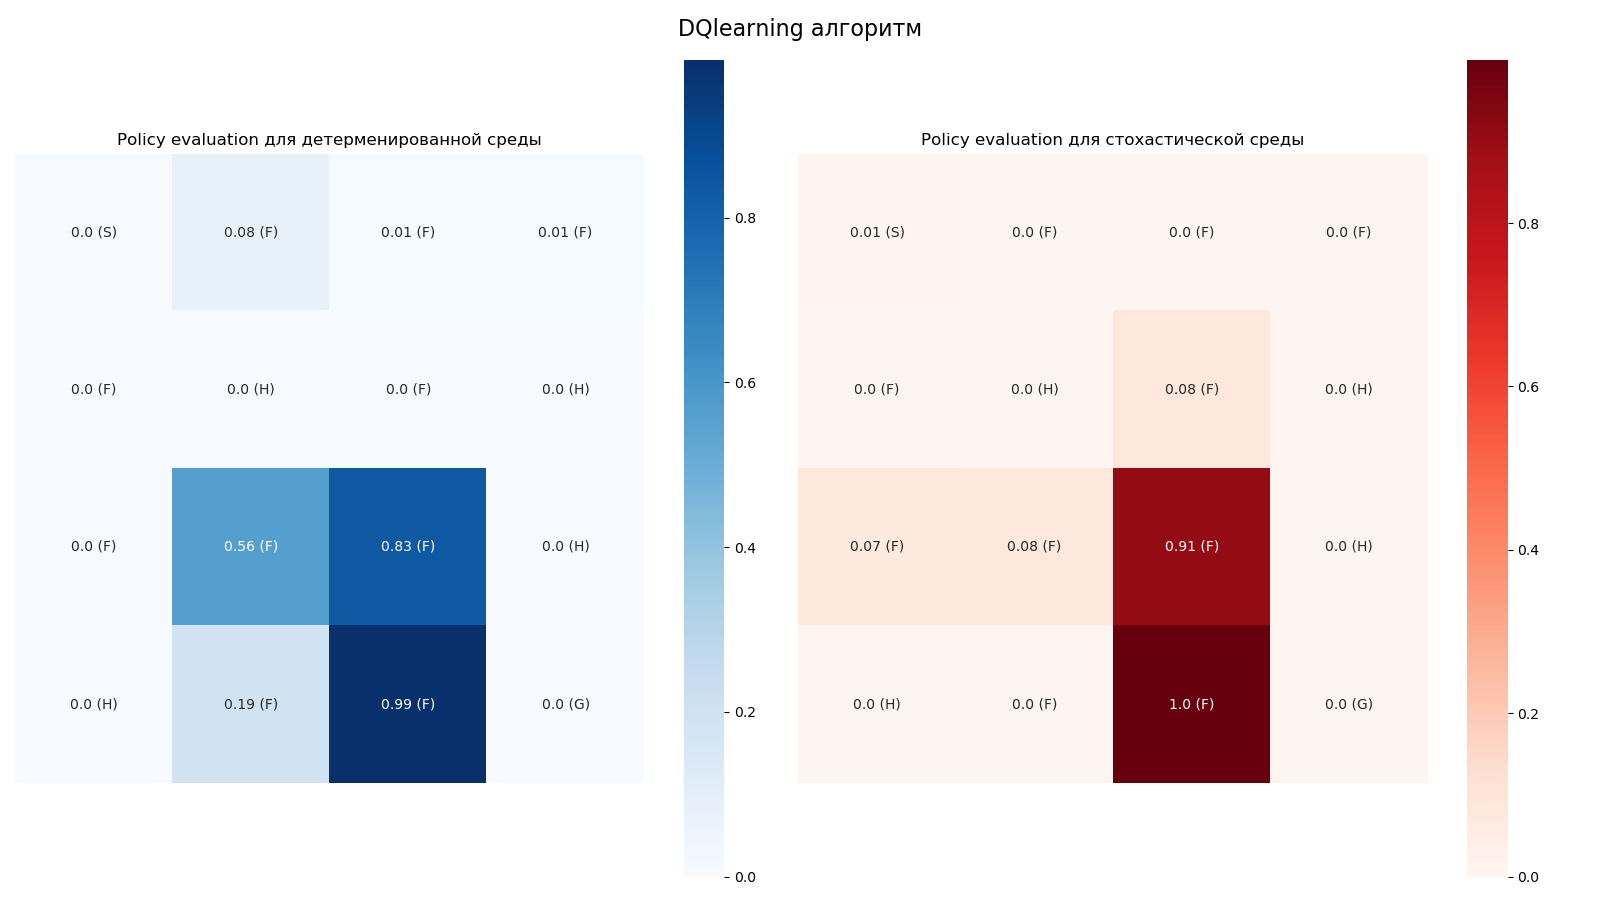 DQlearning алгоритм
Policy evaluation для детерменированной среды
0.0 (S) 0.08 (F) 0.01 (F) 0.01 (F)
0.0 (F) 0.0 (H) 0.0 (F) 0.0 (H)
0.0 (F) 0.56 (F) 0.83 (F) 0.0 (H)
0.0 (H) 0.19 (F) 0.99 (F) 0.0 (G)
0.8
0.6
0.4
0.2
0.0
Policy evaluation для стохастической среды
0.01 (S) 0.0 (F) 0.0 (F) 0.0 (F)
0.0 (F) 0.0 (H) 0.08 (F) 0.0 (H)
0.07 (F) 0.08 (F) 0.91 (F) 0.0 (H)
0.0 (H) 0.0 (F) 1.0 (F) 0.0 (G)
0.8
0.6
0.4
0.2
0.0